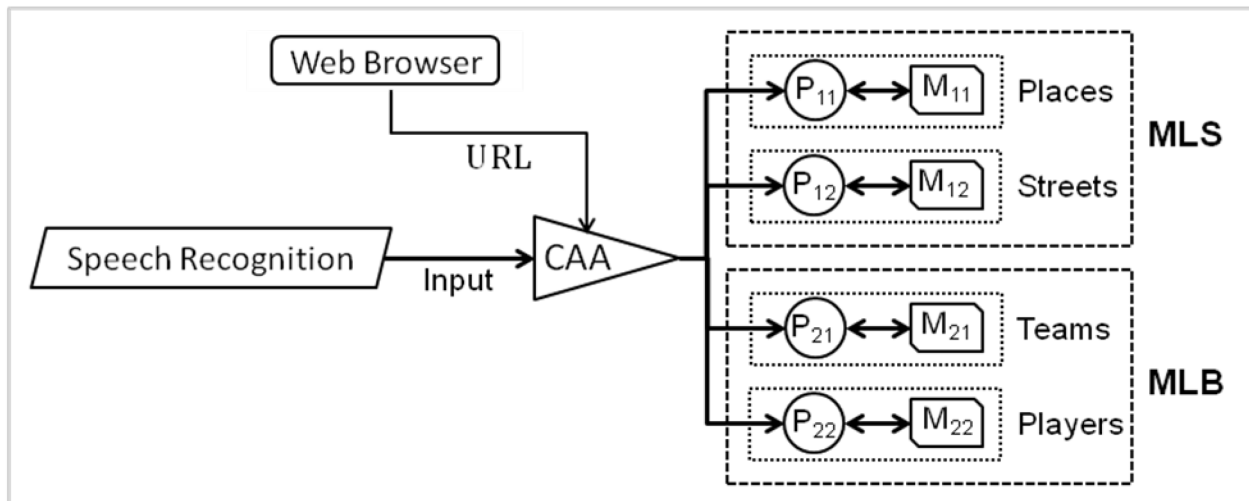 Web Browser
URL
Speech Recognition
Input
CAA
P11
M11
Places
P12
M12
Streets
MLS
P21
M21
Teams
P22
M22
Players
MLB